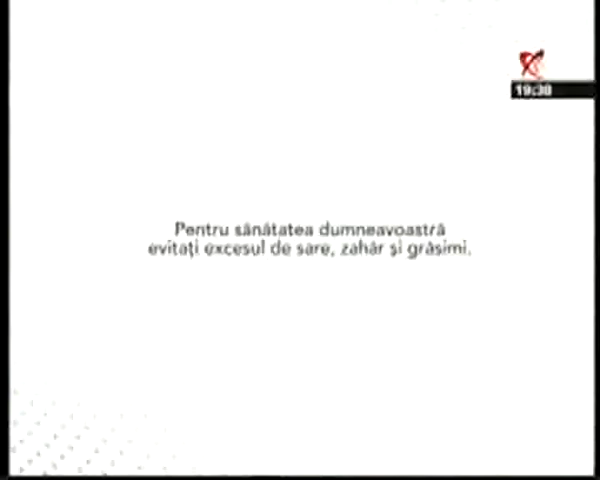 19:30
Pentru sănătatea dumneavoastră
evitați excesul de sare, zahăr și grăsimi.